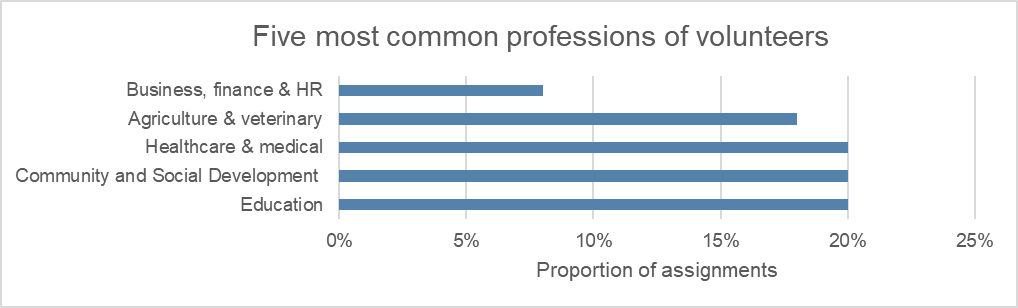 Five most common professions of volunteers
Business, finance & HR
Agriculture & veterinary
Healthcare & medical
Community and Social Development
Education
0% 5% 10% 15% 20% 25%
Proportion of assignments